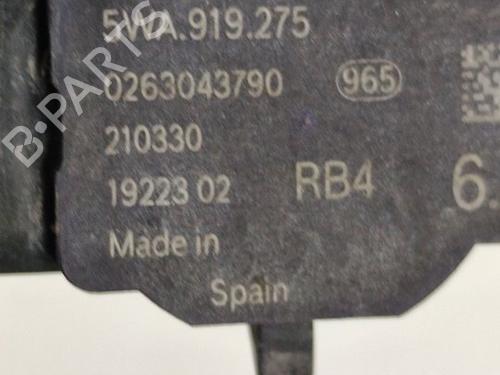 5WA.919.275
0263043790 965
210330
19223 02 RB4 6.
Made in
Spain
B-PARTS